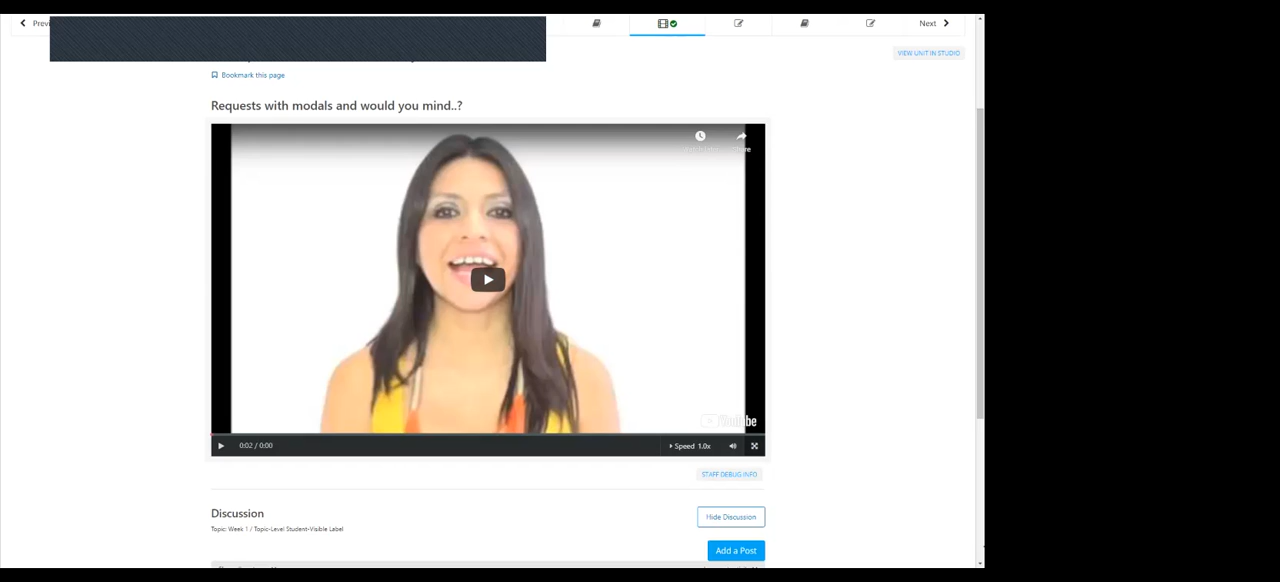 Next
VIEW UNIT IN STUDIO
Bookmark this page
Requests with modals and would you mind..?
YouTube
0:02 / 0:00
Speed 1.0x
STAFF DEBUG INFO
Discussion
Hide Discussion
Topic: Week 1 / Topic-Level Student-Visible Label
Add a Post